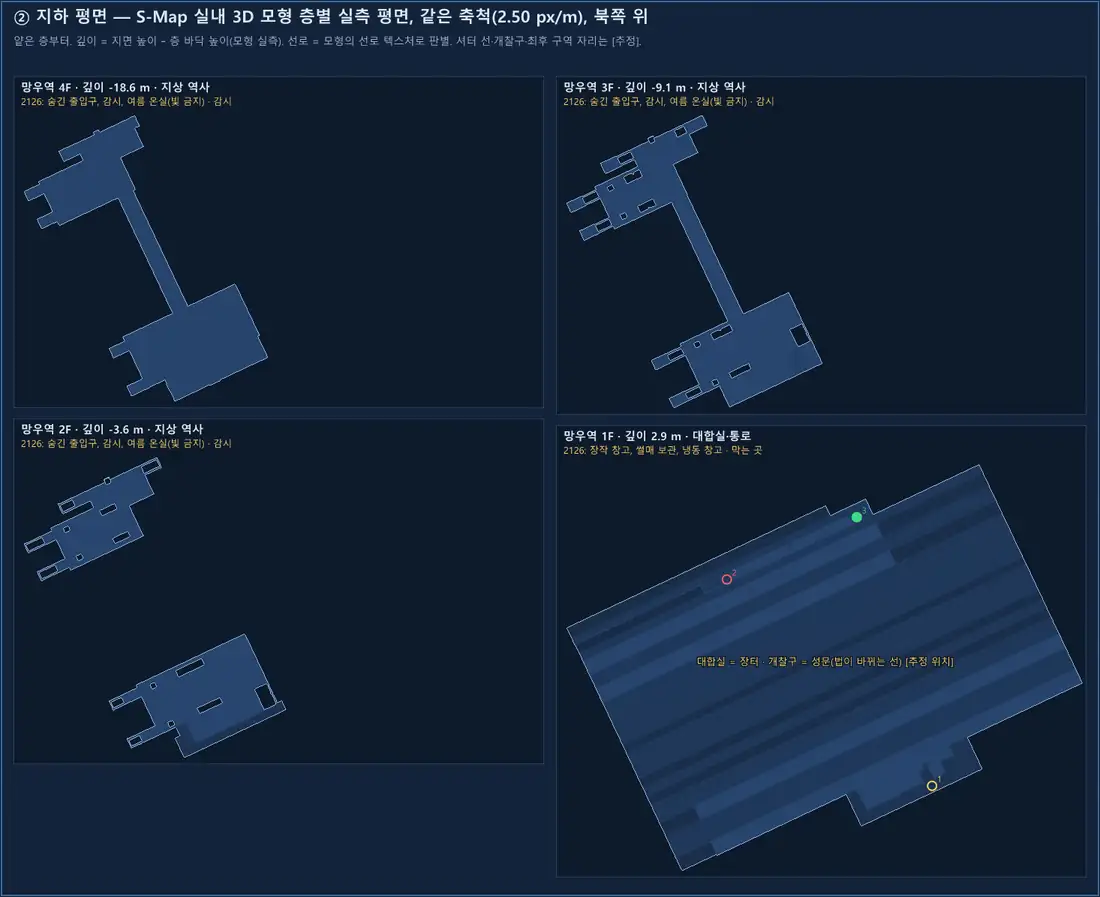 ② 지하 평면 — S-Map 실내 3D 모형 층별 실측 평면, 같은 축척(2.50 px/m), 북쪽 위
얕은 층부터. 깊이 = 지면 높이 - 층 바닥 높이(모형 실측). 선로 = 모형의 선로 텍스처로 판별. 셔터 선·개찰구·최후 구역 자리는 [추정].
망우역 4F · 깊이 -18.6 m · 지상 역사
2126: 숨긴 출입구, 감시, 여름 온실(빛 금지) · 감시
망우역 3F · 깊이 -9.1 m · 지상 역사
2126: 숨긴 출입구, 감시, 여름 온실(빛 금지) · 감시
망우역 2F · 깊이 -3.6 m · 지상 역사
2126: 숨긴 출입구, 감시, 여름 온실(빛 금지) · 감시
망우역 1F · 깊이 2.9 m · 대합실·통로
2126: 장작 창고, 썰매 보관, 냉동 창고 · 막는 곳
3
2
대합실 = 장터 · 개찰구 = 성문(법이 바뀌는 선) [추정 위치]
1